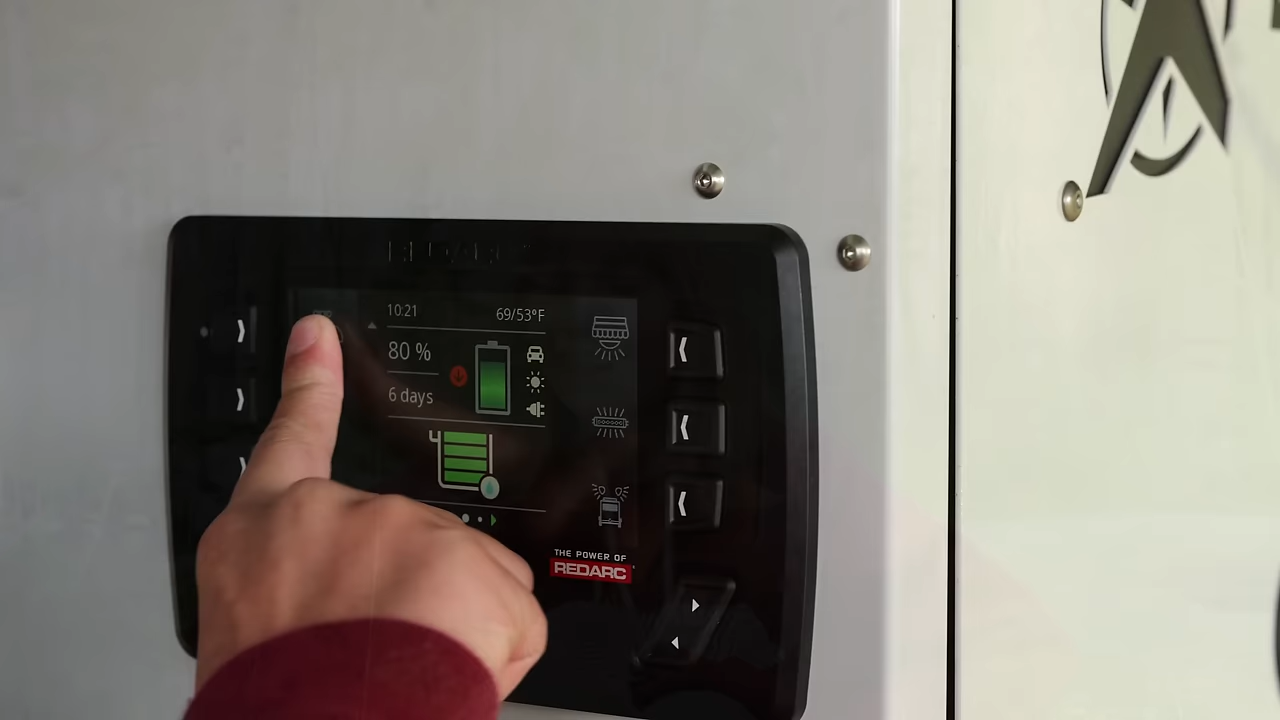 10:21 69/53°F
80 %
6 days
THE POWER OF
REDARC